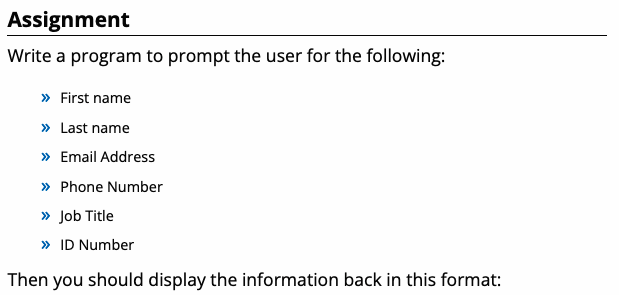 Assignment
Write a program to prompt the user for the following:
» First name
» Last name
» Email Address
» Phone Number
» Job Title
» ID Number
Then you should display the information back in this format: